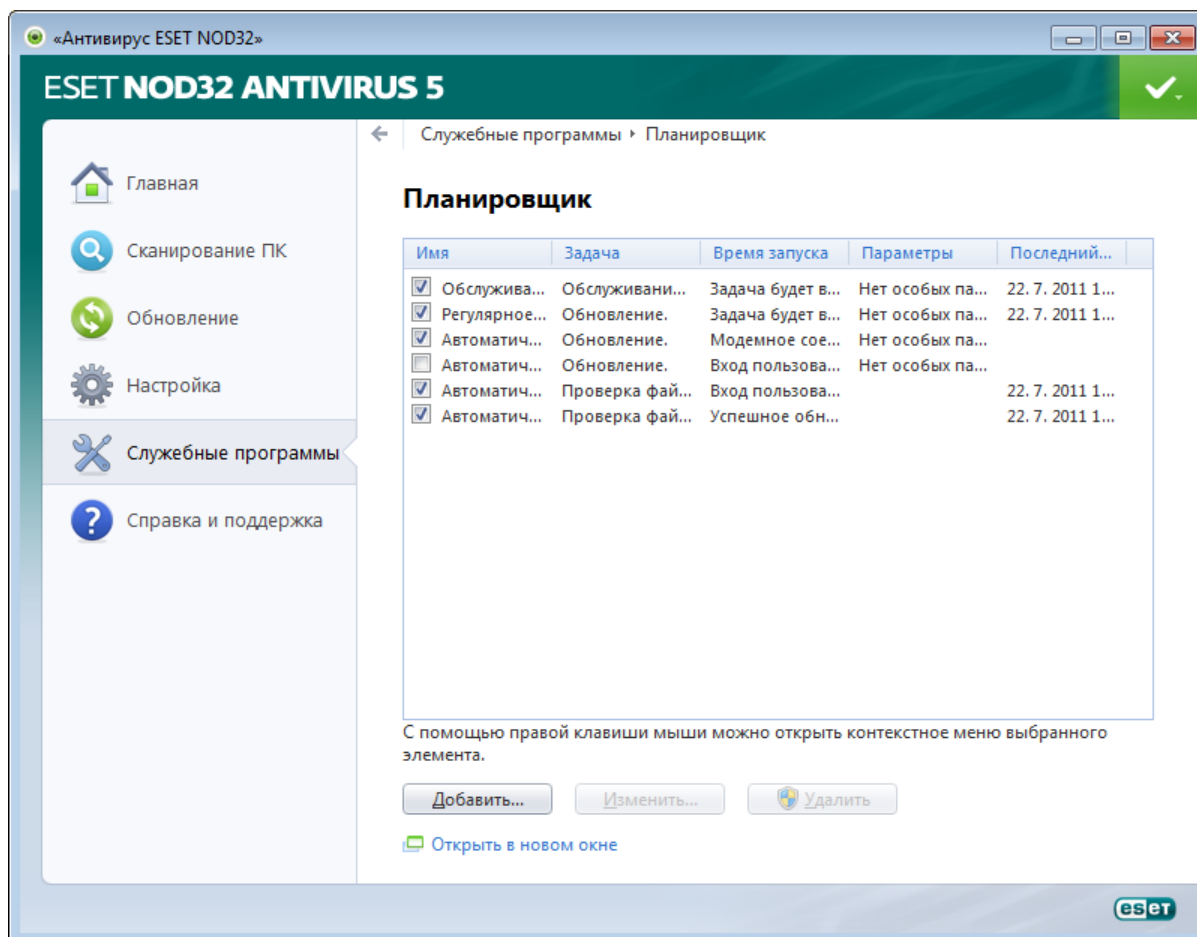 «Антивирус ESET NOD32»
ESET NOD32 ANTIVIRUS 5
Служебные программы ▸ Планировщик
Главная
Сканирование ПК
Обновление
Настройка
Служебные программы
Справка и поддержка
Планировщик
Имя Задача Время запуска Параметры Последний...
Обслужива... Обслуживани... Задача будет в... Нет особых па... 22. 7. 2011 1...
Регулярное... Обновление. Задача будет в... Нет особых па... 22. 7. 2011 1...
Автоматич... Обновление. Модемное сое... Нет особых па...
Автоматич... Обновление. Вход пользова... Нет особых па...
Автоматич... Проверка фай... Вход пользова... 22. 7. 2011 1...
Автоматич... Проверка фай... Успешное обн... 22. 7. 2011 1...
С помощью правой клавиши мыши можно открыть контекстное меню выбранного
элемента.
Добавить... Изменить... Удалить
Открыть в новом окне
eset